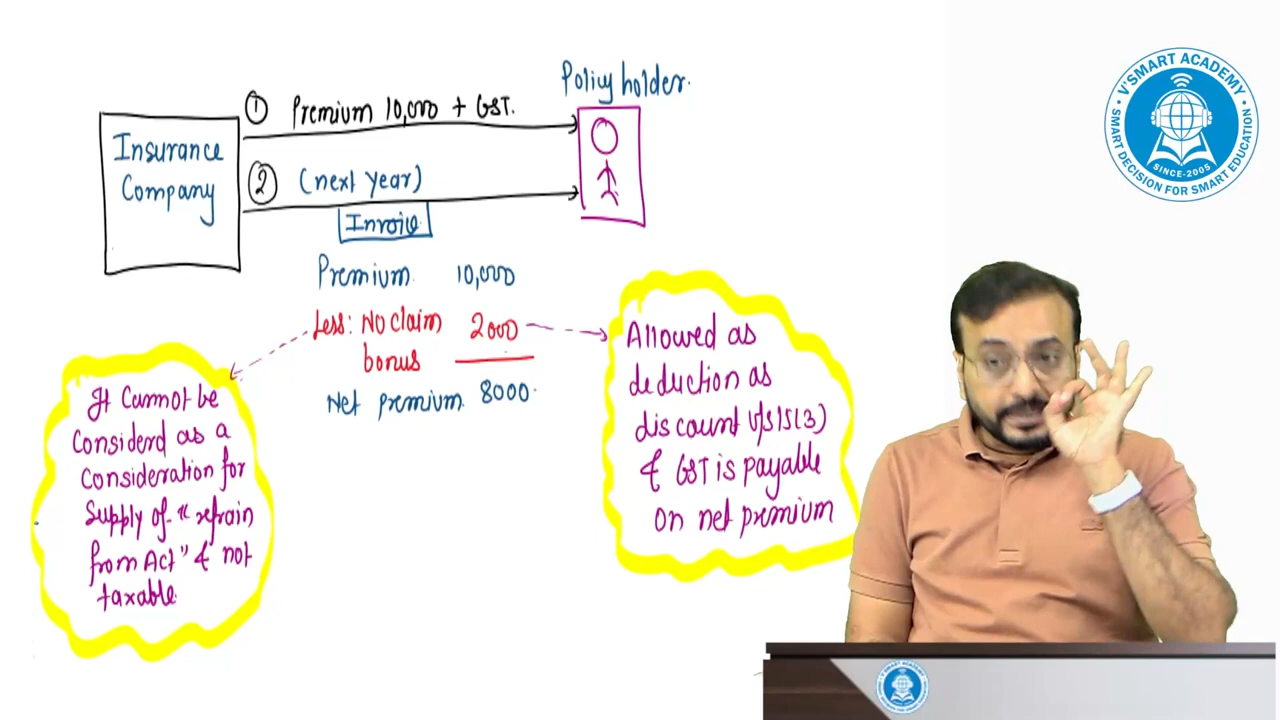 Policy holder.
① Premium 10,000 + GST.
Insurance
Company
② (next year)
Invoice
Premium 10,000
Less: No claim 2000
bonus
Net premium 8000.
It Cannot be
Considerd as a
Consideration for
Supply of "refrain
from Act" & not
taxable
Allowed as
deduction as
discount u/s 15(3)
& GST is payable
on net premium
V'SMART ACADEMY
SINCE-2005
SMART DECISION FOR SMART EDUCATION